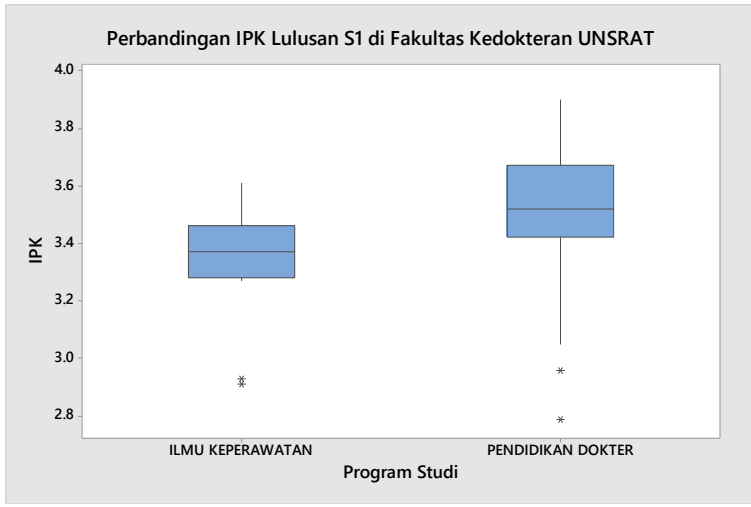 Perbandingan IPK Lulusan S1 di Fakultas Kedokteran UNSRAT
4.0
3.8
3.6
3.4
3.2
3.0
2.8
IPK
ILMU KEPERAWATAN
PENDIDIKAN DOKTER
Program Studi